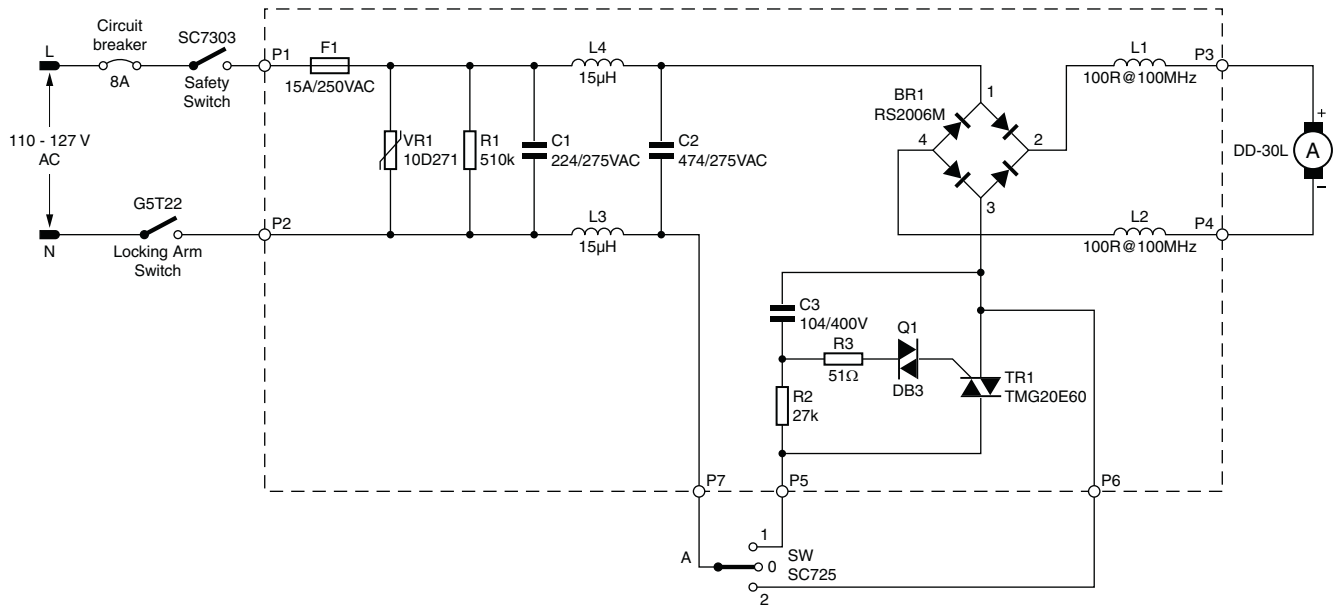 Circuit
breaker
8A
SC7303
Safety
Switch
L
110 - 127 V
AC
N
G5T22
Locking Arm
Switch
P1
F1
15A/250VAC
P2
VR1
10D271
R1
510k
C1
224/275VAC
L4
15µH
C2
474/275VAC
L3
15µH
BR1
RS2006M
1
2
3
4
L1
100R@100MHz
P3
L2
100R@100MHz
P4
DD-30L
+
A
–
C3
104/400V
R3
51Ω
Q1
DB3
TR1
TMG20E60
R2
27k
P7
P5
P6
A
1
0
2
SW
SC725